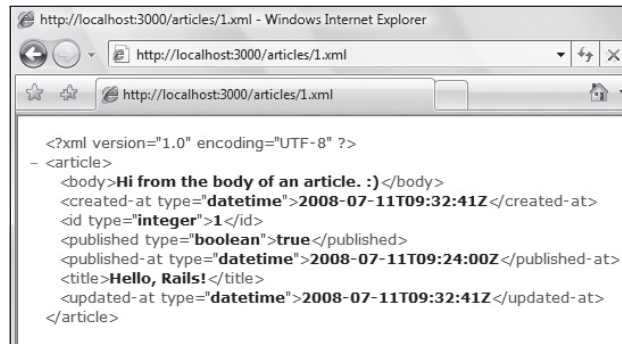 http://localhost:3000/articles/1.xml - Windows Internet Explorer
http://localhost:3000/articles/1.xml
http://localhost:3000/articles/1.xml
<?xml version="1.0" encoding="UTF-8" ?>
- <article>
<body>Hi from the body of an article. :)</body>
<created-at type="datetime">2008-07-11T09:32:41Z</created-at>
<id type="integer">1</id>
<published type="boolean">true</published>
<published-at type="datetime">2008-07-11T09:24:00Z</published-at>
<title>Hello, Rails!</title>
<updated-at type="datetime">2008-07-11T09:32:41Z</updated-at>
</article>